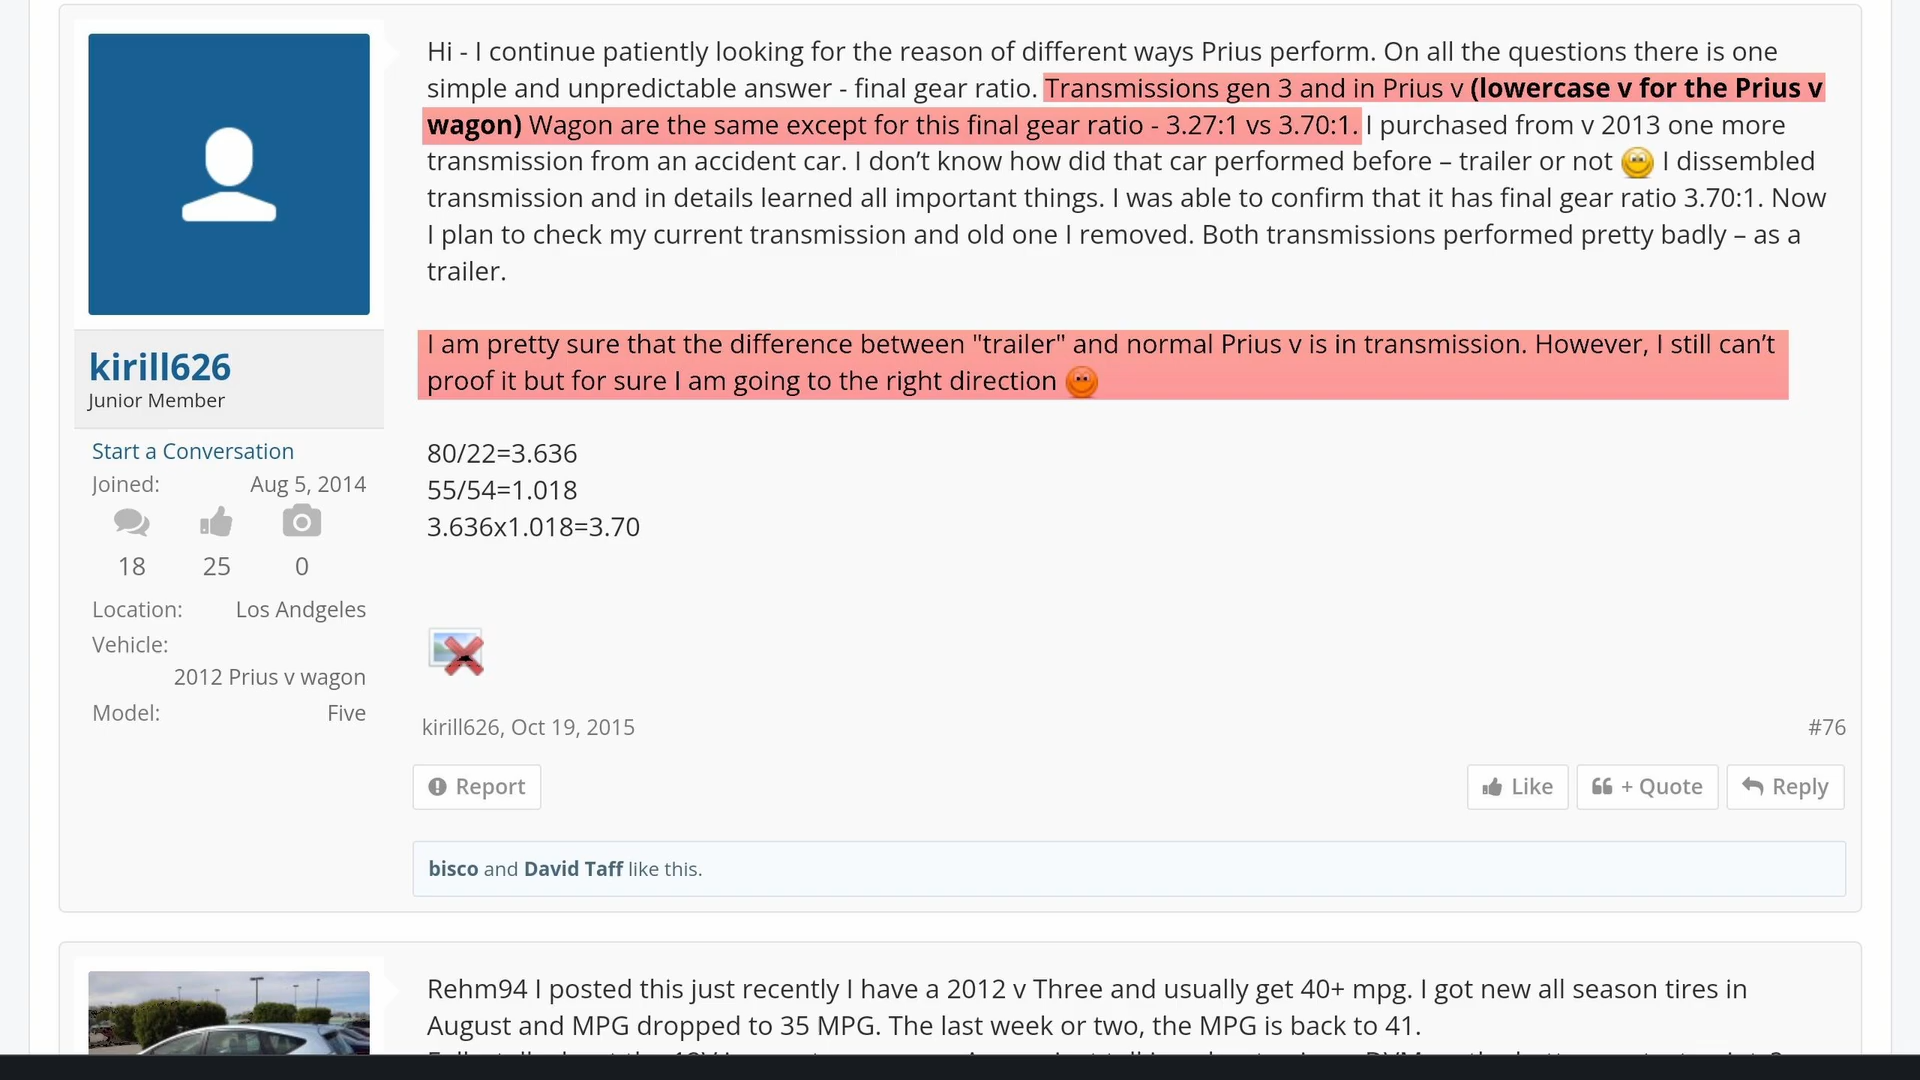 Hi - I continue patiently looking for the reason of different ways Prius perform. On all the questions there is one
simple and unpredictable answer - final gear ratio. Transmissions gen 3 and in Prius v (lowercase v for the Prius v
wagon) Wagon are the same except for this final gear ratio - 3.27:1 vs 3.70:1. I purchased from v 2013 one more
transmission from an accident car. I don’t know how did that car performed before – trailer or not I dissembled
transmission and in details learned all important things. I was able to confirm that it has final gear ratio 3.70:1. Now
I plan to check my current transmission and old one I removed. Both transmissions performed pretty badly – as a
trailer.
I am pretty sure that the difference between "trailer" and normal Prius v is in transmission. However, I still can’t
proof it but for sure I am going to the right direction
80/22=3.636
55/54=1.018
3.636x1.018=3.70
kirill626
Junior Member
Start a Conversation
Joined: Aug 5, 2014
18 25 0
Location: Los Andgeles
Vehicle:
2012 Prius v wagon
Model: Five
kirill626, Oct 19, 2015 #76
Report Like + Quote Reply
bisco and David Taff like this.
Rehm94 I posted this just recently I have a 2012 v Three and usually get 40+ mpg. I got new all season tires in
August and MPG dropped to 35 MPG. The last week or two, the MPG is back to 41.